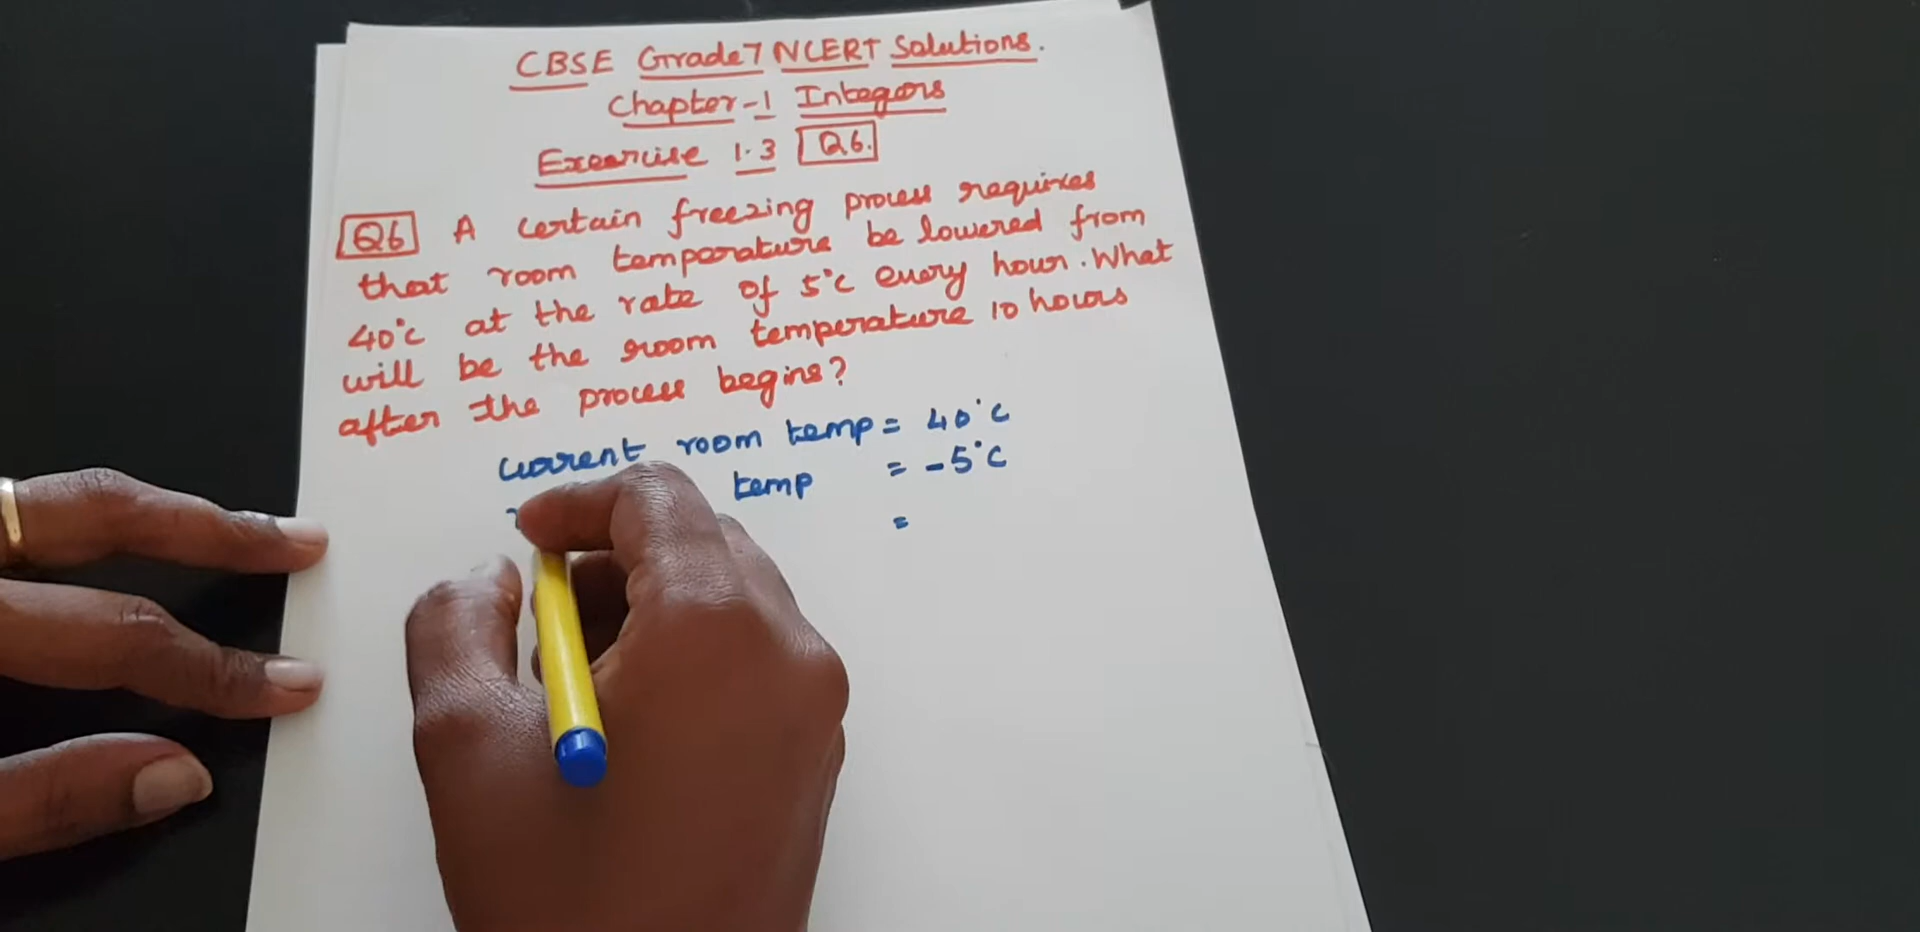 CBSE Grade 7 NCERT Solutions.
Chapter-1 Integers
Exercise 1.3 Q6.
Q6 A certain freezing process requires
that room temperature be lowered from
40°C at the rate of 5°C every hour. What
will be the room temperature 10 hours
after the process begins?
current room temp = 40°C
temp = -5°C
=